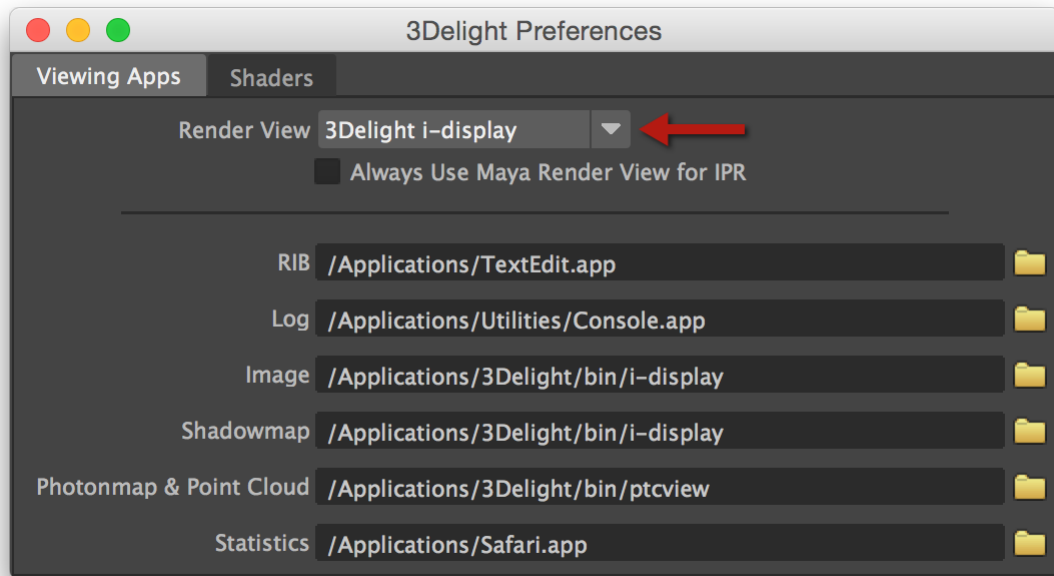 3Delight Preferences
Viewing Apps Shaders
Render View 3Delight i-display
Always Use Maya Render View for IPR
RIB /Applications/TextEdit.app
Log /Applications/Utilities/Console.app
Image /Applications/3Delight/bin/i-display
Shadowmap /Applications/3Delight/bin/i-display
Photonmap & Point Cloud /Applications/3Delight/bin/ptcview
Statistics /Applications/Safari.app